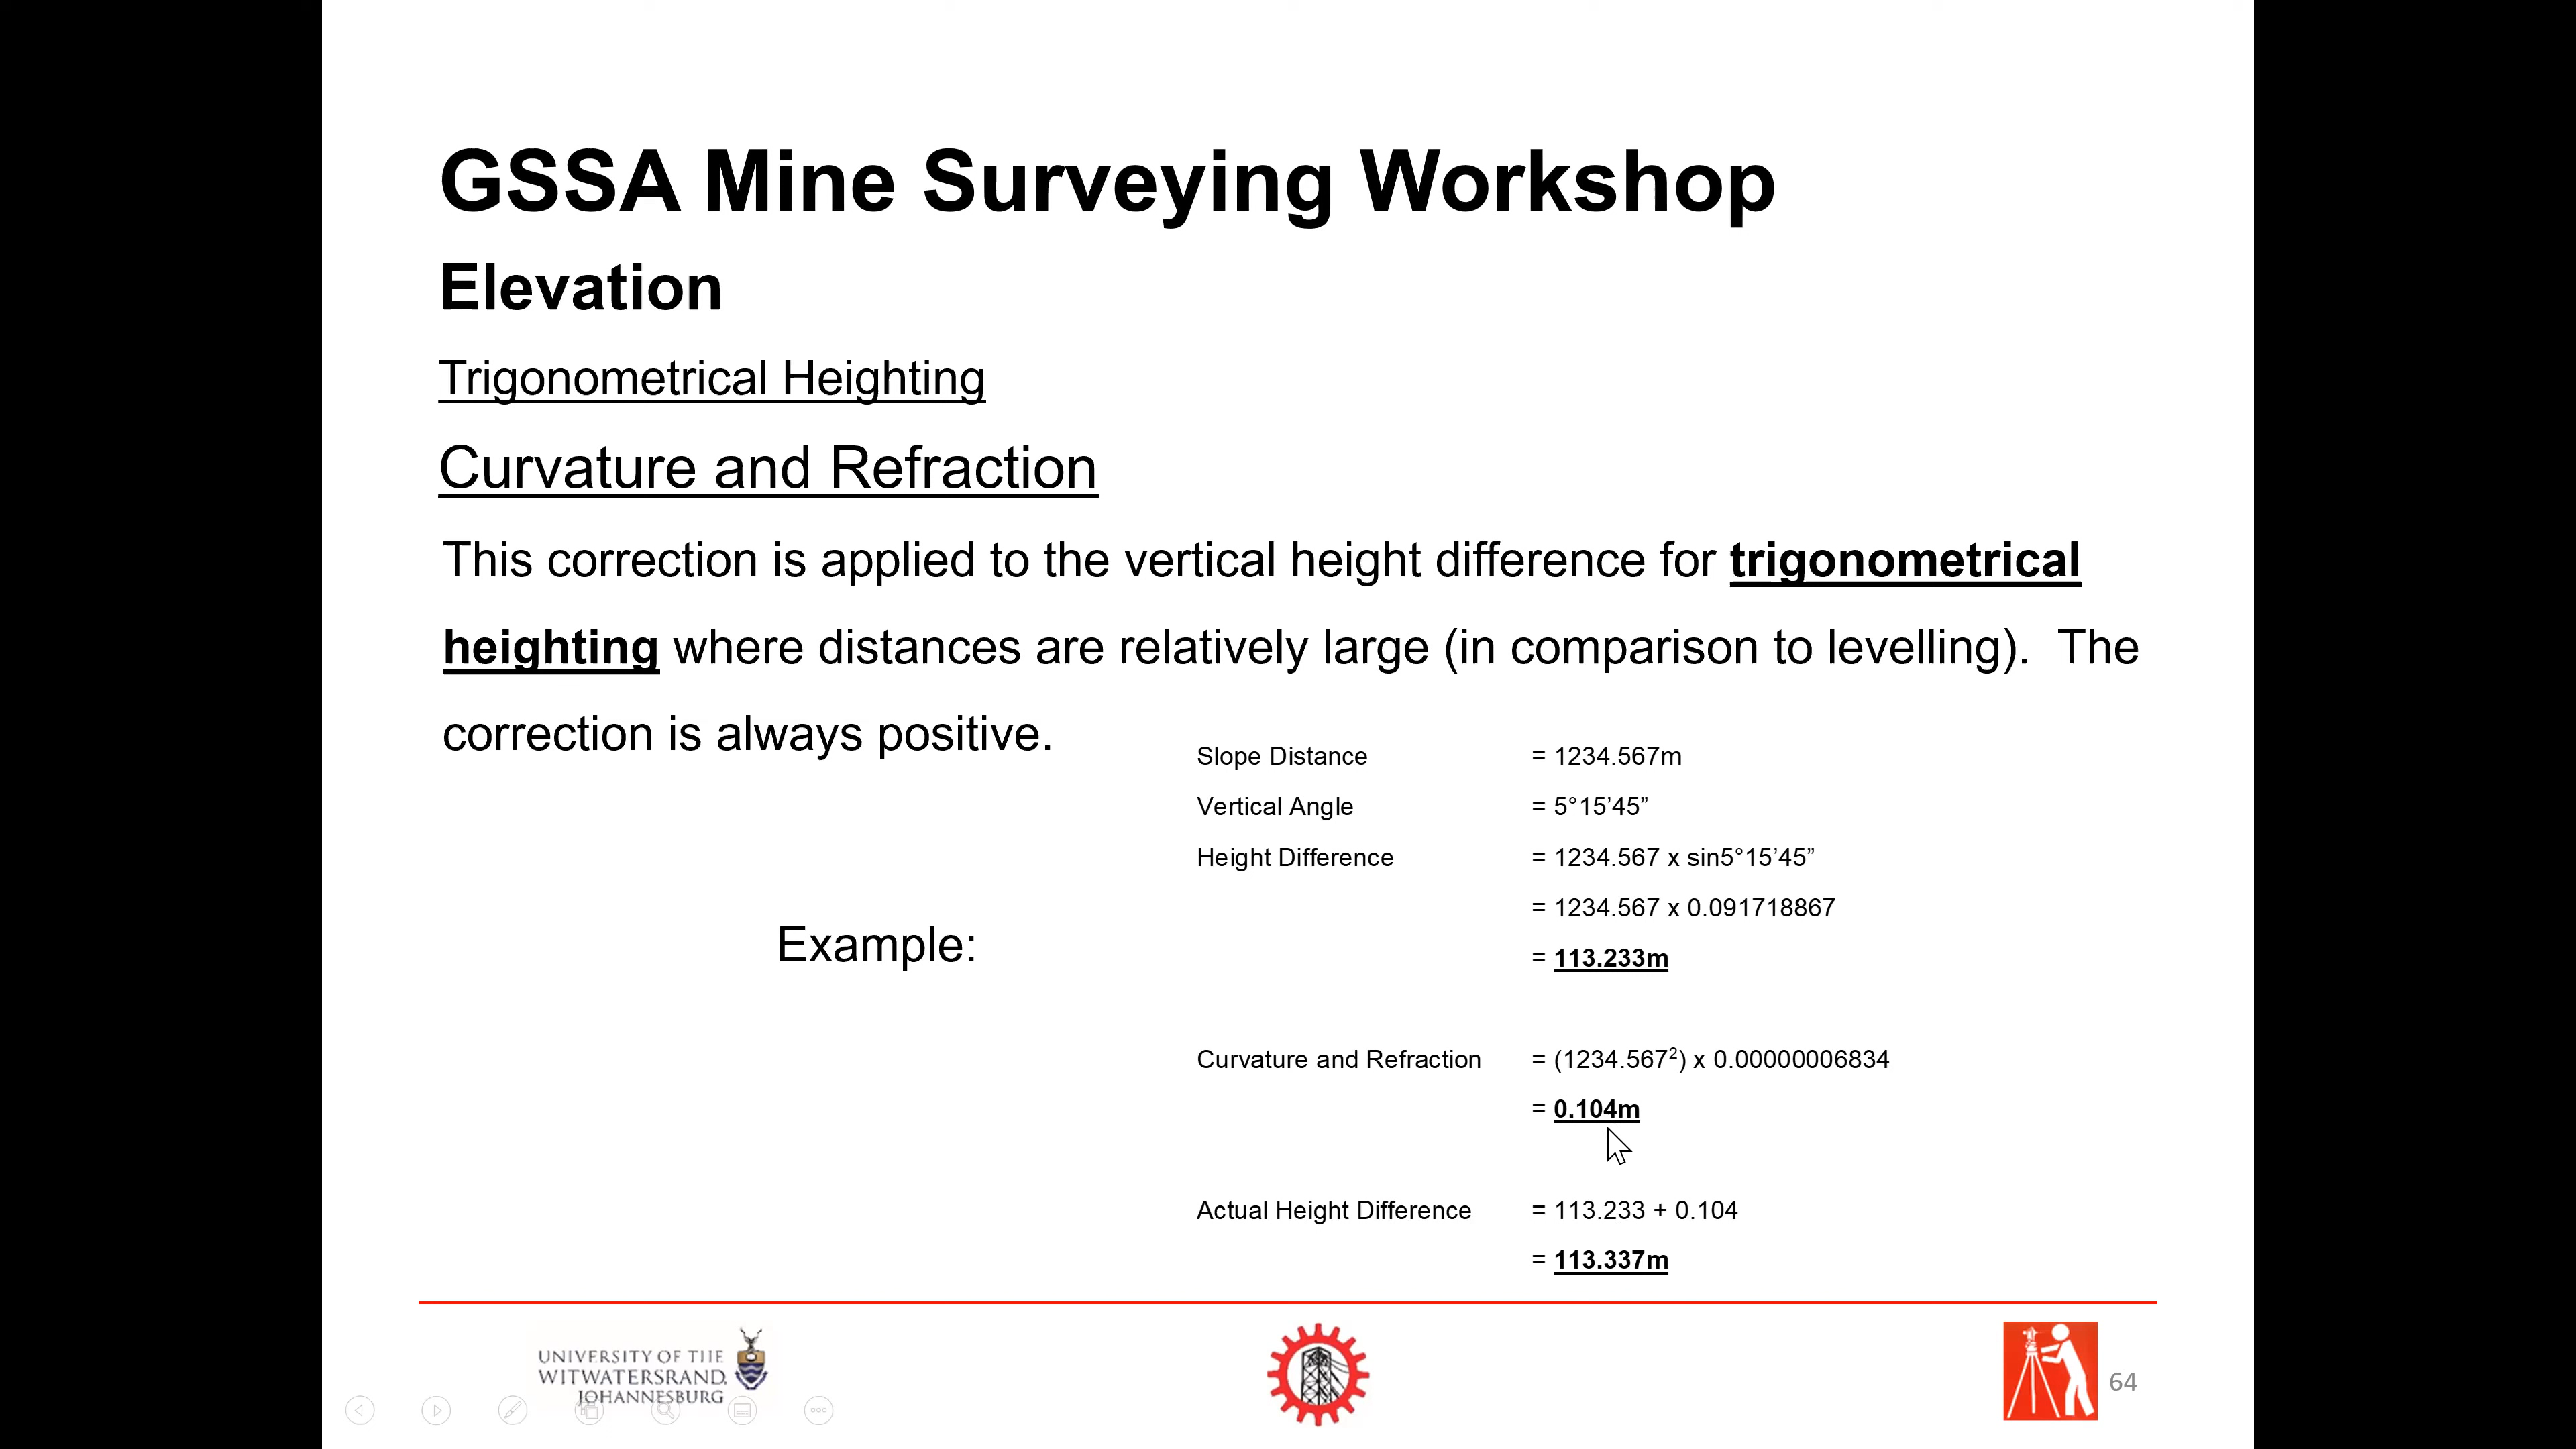 GSSA Mine Surveying Workshop
Elevation
Trigonometrical Heighting
Curvature and Refraction
This correction is applied to the vertical height difference for trigonometrical
heighting where distances are relatively large (in comparison to levelling). The
correction is always positive.
Example:
Slope Distance = 1234.567m
Vertical Angle = 5°15’45”
Height Difference = 1234.567 x sin5°15’45”
= 1234.567 x 0.091718867
= 113.233m
Curvature and Refraction = (1234.567²) x 0.00000006834
= 0.104m
Actual Height Difference = 113.233 + 0.104
= 113.337m
UNIVERSITY OF THE
WITWATERSRAND,
JOHANNESBURG
64